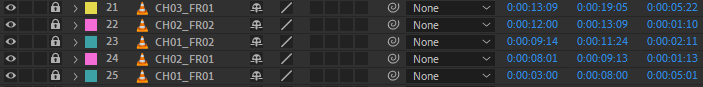 21 CH03_FR01 None 0:00:13:09 0:00:19:05 0:00:05:22
22 CH02_FR02 None 0:00:12:00 0:00:13:09 0:00:01:10
23 CH01_FR02 None 0:00:09:14 0:00:11:24 0:00:02:11
24 CH02_FR01 None 0:00:08:01 0:00:09:13 0:00:01:13
25 CH01_FR01 None 0:00:03:00 0:00:08:00 0:00:05:01